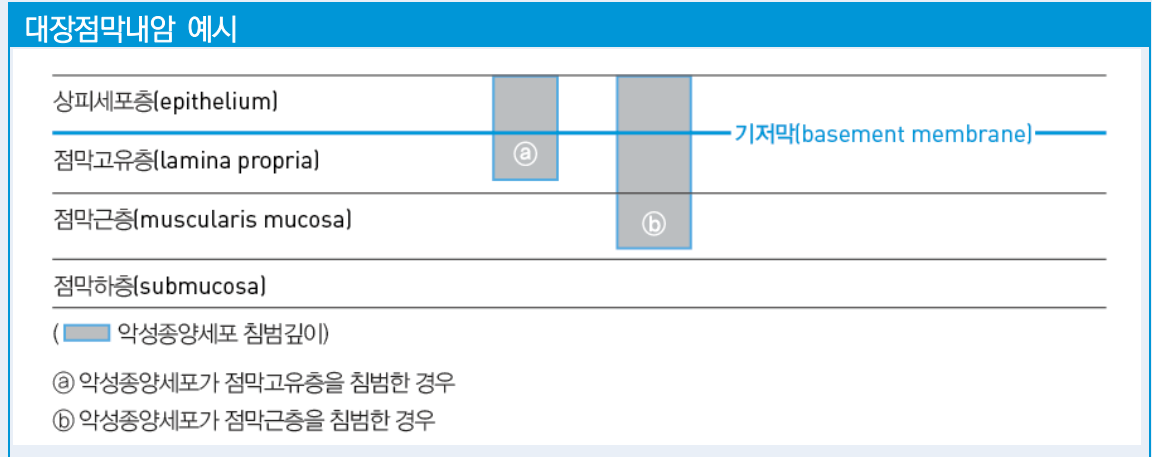 대장점막내암 예시
상피세포층(epithelium)
기저막(basement membrane)
점막고유층(lamina propria)
ⓐ
점막근층(muscularis mucosa)
ⓑ
점막하층(submucosa)
( 악성종양세포 침범깊이)
ⓐ 악성종양세포가 점막고유층을 침범한 경우
ⓑ 악성종양세포가 점막근층을 침범한 경우